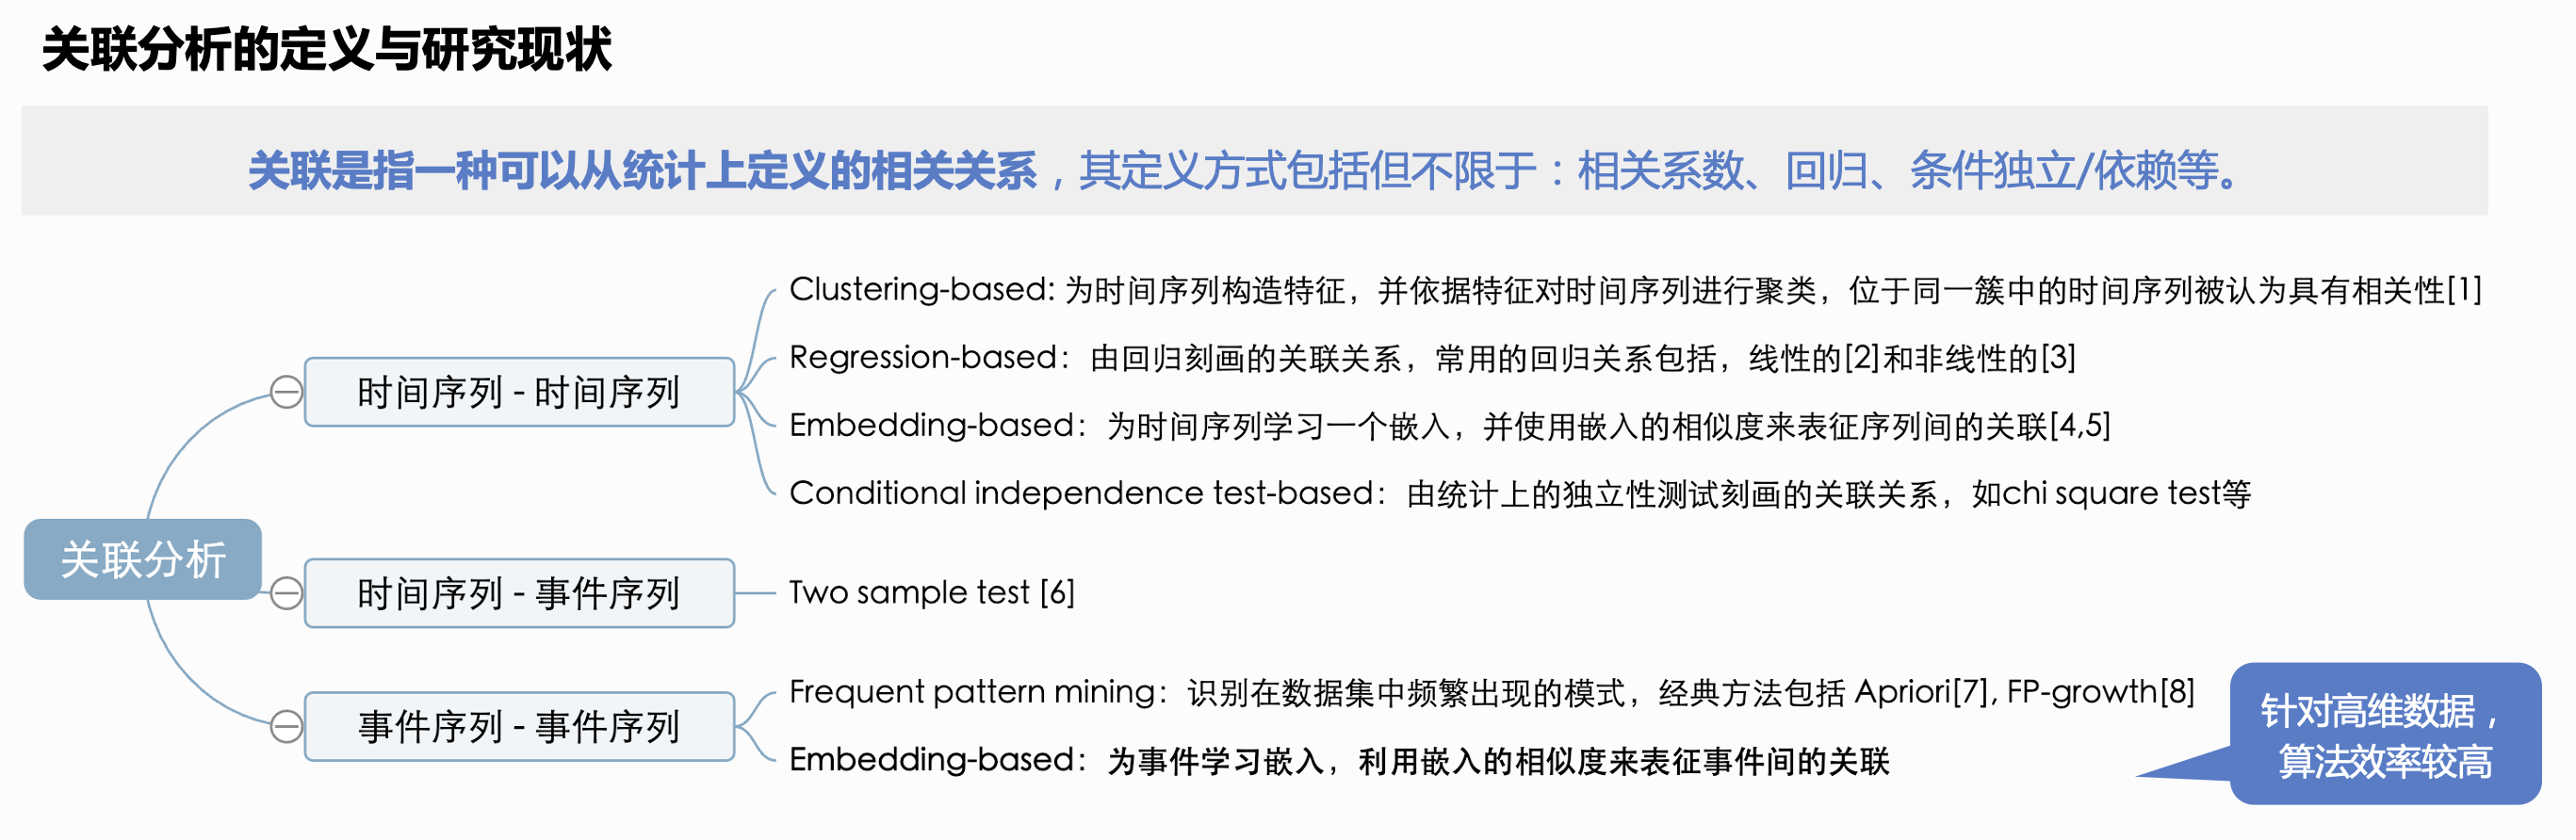 关联分析的定义与研究现状
关联是指一种可以从统计上定义的相关关系，其定义方式包括但不限于：相关系数、回归、条件独立/依赖等。
关联分析
时间序列 - 时间序列
Clustering-based: 为时间序列构造特征，并依据特征对时间序列进行聚类，位于同一簇中的时间序列被认为具有相关性[1]
Regression-based：由回归刻画的关联关系，常用的回归关系包括，线性的[2]和非线性的[3]
Embedding-based：为时间序列学习一个嵌入，并使用嵌入的相似度来表征序列间的关联[4,5]
Conditional independence test-based：由统计上的独立性测试刻画的关联关系，如chi square test等
时间序列 - 事件序列
Two sample test [6]
事件序列 - 事件序列
Frequent pattern mining：识别在数据集中频繁出现的模式，经典方法包括 Apriori[7], FP-growth[8]
Embedding-based：为事件学习嵌入，利用嵌入的相似度来表征事件间的关联
针对高维数据，
算法效率较高